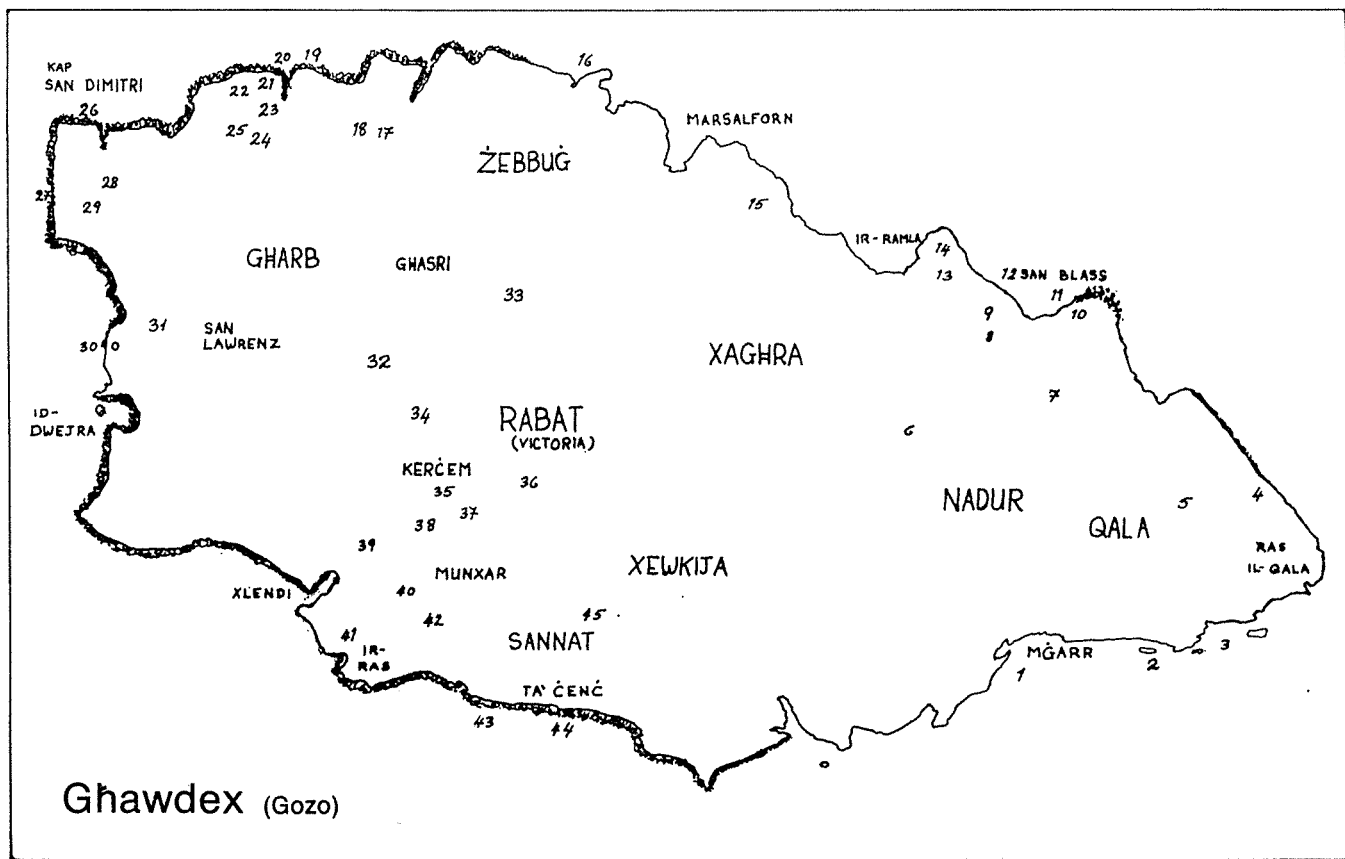 20 19
16
KAP
SAN DIMITRI
22 21
26
23
MARSALFORN
25 24
18 17
ŻEBBUĠ
28
27
29
15
IR-RAMLA
14
GHARB
GHASRI
13
12 SAN BLASS
33
11
10
9
31
SAN
LAWRENZ
8
30
32
XAGHRA
7
34
ID-
DWEJRA
RABAT
(VICTORIA)
6
KERĊEM
36
35
4
5
NADUR
37
38
QALA
39
RAS
IL-QALA
MUNXAR
XEWKIJA
XLENDI
40
42
45
41
SANNAT
3
IR-
RAS
MĠARR
2
1
TA' ĊENĊ
43
44
Għawdex (Gozo)